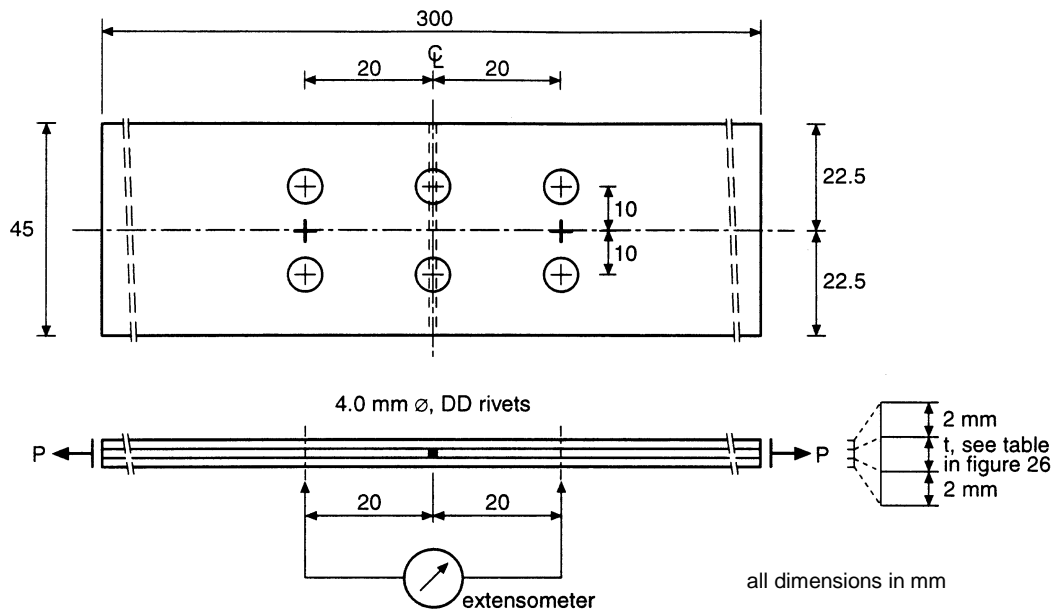 300
℄
20 20
45
10
10
22.5
22.5
4.0 mm ⌀, DD rivets
P
P
2 mm
t, see table
in figure 26
2 mm
20 20
extensometer
all dimensions in mm